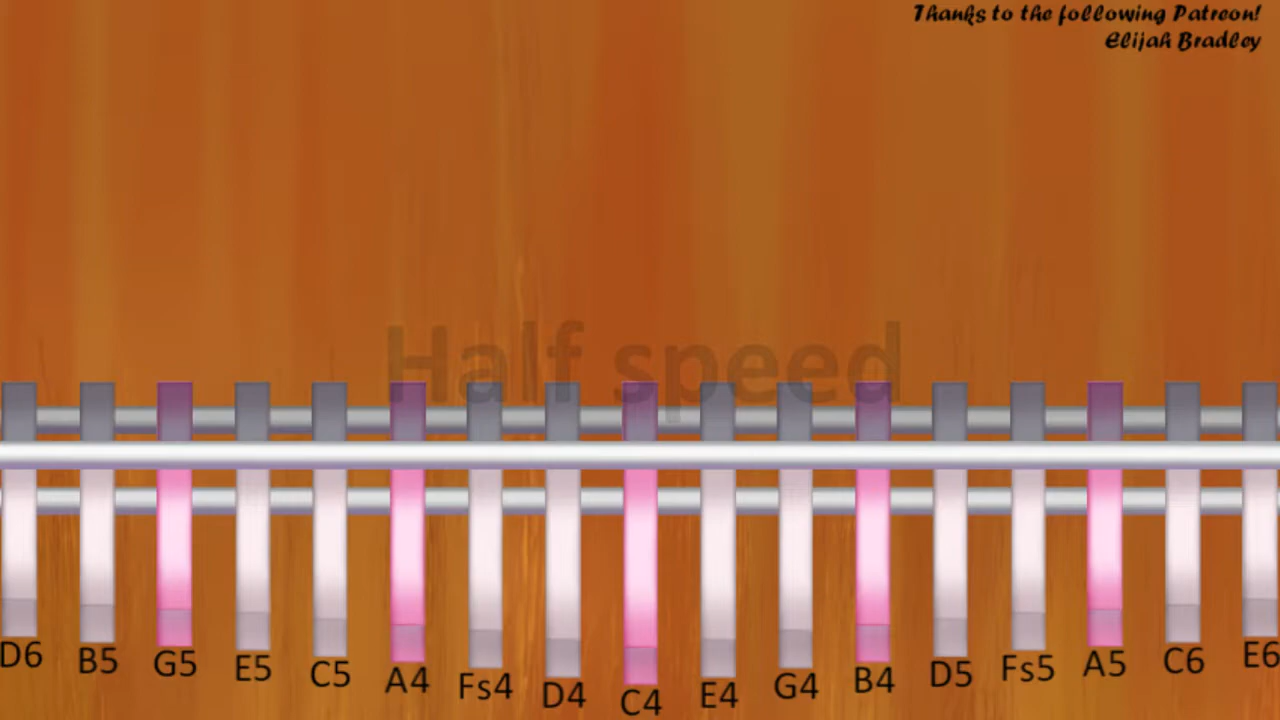 Thanks to the following Patreon!
Elijah Bradley
Half speed
D6 B5 G5 E5 C5 A4 Fs4 D4 C4 E4 G4 B4 D5 Fs5 A5 C6 E6